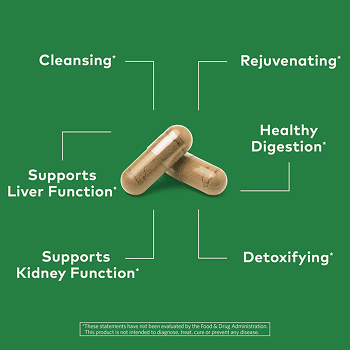 Cleansing*
Rejuvenating*
Healthy
Digestion*
Supports
Liver Function*
Supports
Kidney Function*
Detoxifying*
*These statements have not been evaluated by the Food & Drug Administration.
This product is not intended to diagnose, treat, cure or prevent any disease.